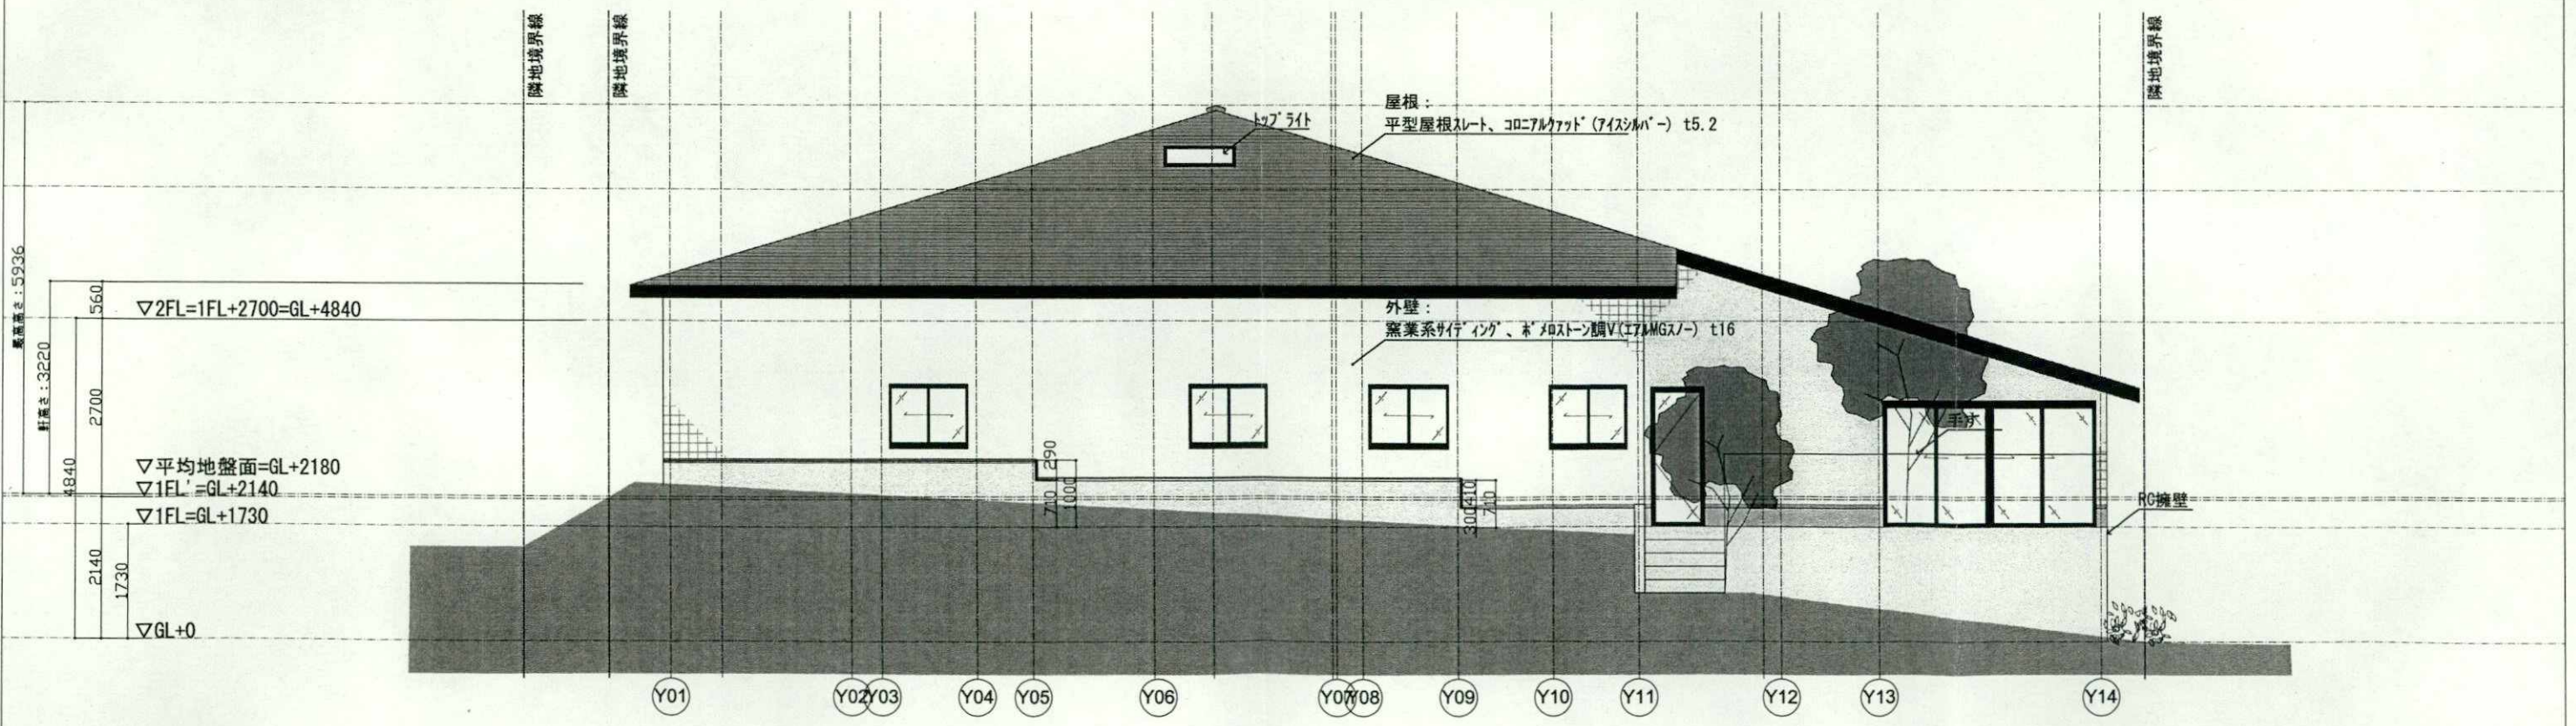 隣地境界線
隣地境界線
隣地境界線
屋根：
平型屋根ｽﾚｰﾄ、ｺﾛﾆｱﾙｸｧｯﾄﾞ(ｱｲｽｼﾙﾊﾞｰ) t5.2
ﾄｯﾌﾟﾗｲﾄ
最高高さ：5936
軒高さ：3220
560
2700
4840
2140
1730
▽2FL=1FL+2700=GL+4840
▽平均地盤面=GL+2180
▽1FL'=GL+2140
▽1FL=GL+1730
▽GL+0
外壁：
窯業系ｻｲﾃﾞｨﾝｸﾞ、ﾎﾞﾒﾛｽﾄｰﾝ調V(ｴｱﾙMGｽﾉｰ) t16
290
710
1000
410
300
710
RC擁壁
Y01
Y02
Y03
Y04
Y05
Y06
Y07
Y08
Y09
Y10
Y11
Y12
Y13
Y14